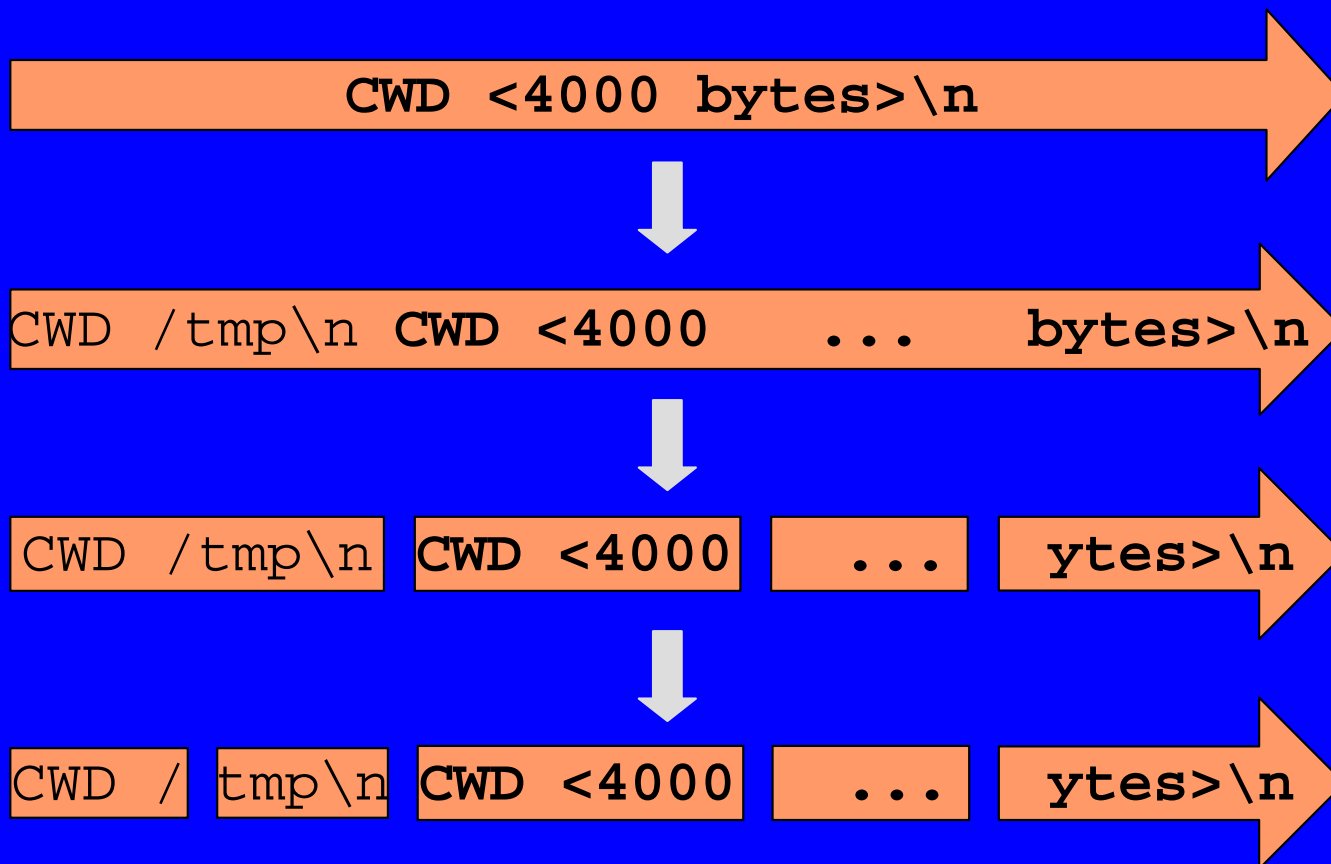 CWD <4000 bytes>\n
CWD /tmp\n CWD <4000 ... bytes>\n
CWD /tmp\n CWD <4000 ... ytes>\n
CWD / tmp\n CWD <4000 ... ytes>\n